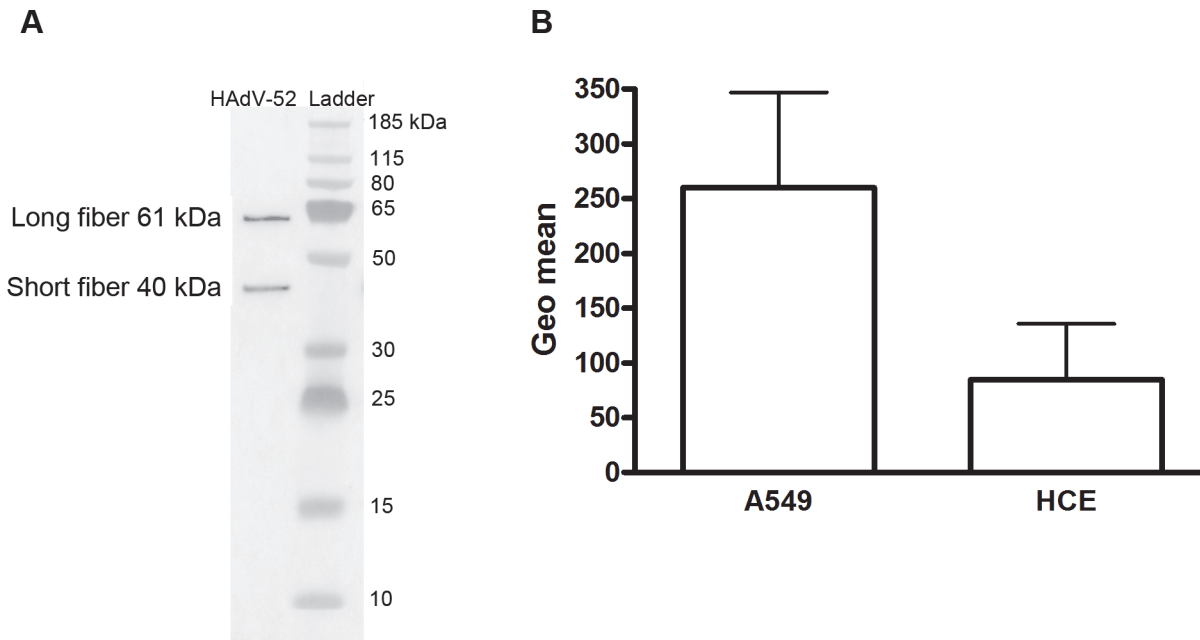 A
HAdV-52 Ladder
185 kDa
115
80
65
Long fiber 61 kDa
50
Short fiber 40 kDa
30
25
15
10
B
350
300
250
200
150
100
50
0
Geo mean
A549 HCE